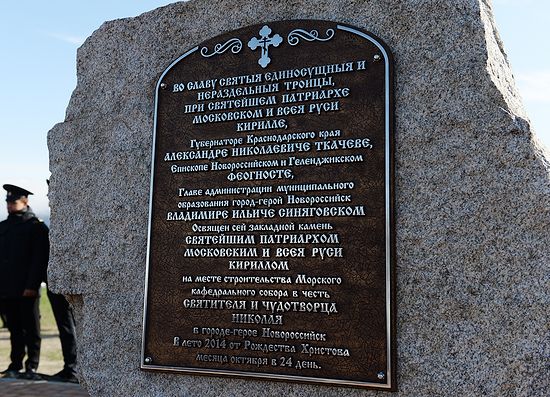 ВО СЛАВУ СВЯТЫЯ ЕДИНОСУЩНЫЯ И
НЕРАЗДЕЛЬНЫЯ ТРОИЦЫ,
ПРИ СВЯТЕЙШЕМ ПАТРИАРХЕ
МОСКОВСКОМ И ВСЕЯ РУСИ
КИРИЛЛЕ,
Губернаторе Краснодарского края
АЛЕКСАНДРЕ НИКОЛАЕВИЧЕ ТКАЧЕВЕ,
Епископе Новороссийском и Геленджикском
ФЕОГНОСТЕ,
Главе администрации муниципального
образования город-герой Новороссийск
ВЛАДИМИРЕ ИЛЬИЧЕ СИНЯГОВСКОМ
Освящен сей закладной камень
СВЯТЕЙШИМ ПАТРИАРХОМ
МОСКОВСКИМ И ВСЕЯ РУСИ
КИРИЛЛОМ
на месте строительства Морского
кафедрального собора в честь
СВЯТИТЕЛЯ И ЧУДОТВОРЦА
НИКОЛАЯ
в городе-герое Новороссийск
В лето 2014 от Рождества Христова
месяца октября в 24 день.